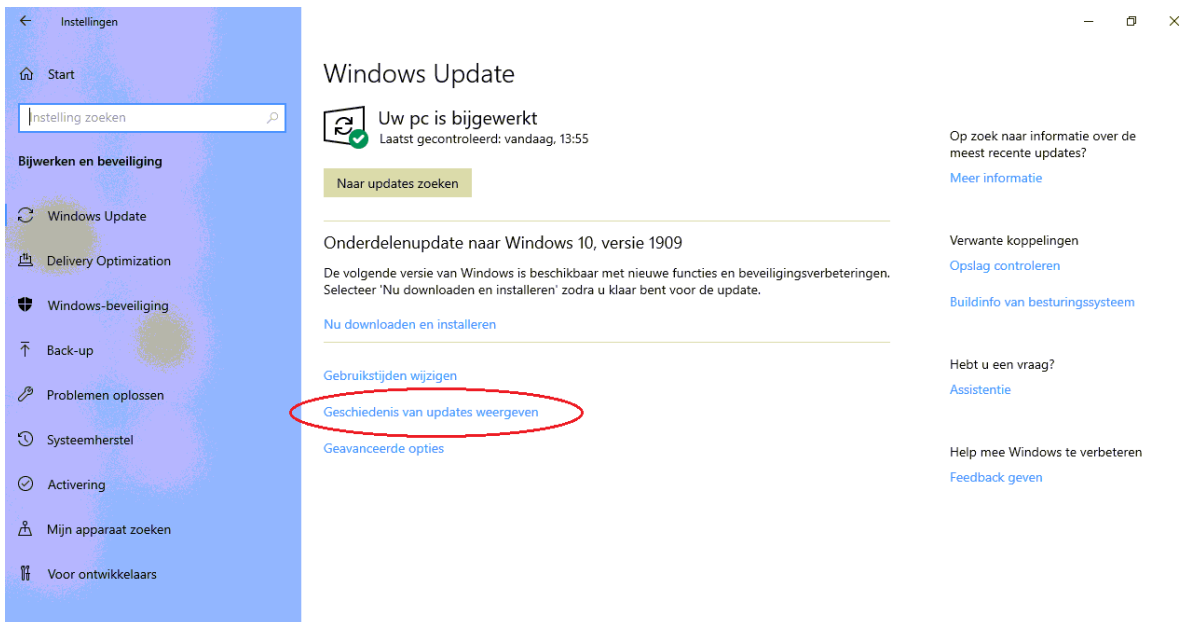 Instellingen
Start
Instelling zoeken
Bijwerken en beveiliging
Windows Update
Delivery Optimization
Windows-beveiliging
Back-up
Problemen oplossen
Systeemherstel
Activering
Mijn apparaat zoeken
Voor ontwikkelaars
Windows Update
Uw pc is bijgewerkt
Laatst gecontroleerd: vandaag, 13:55
Naar updates zoeken
Onderdelenupdate naar Windows 10, versie 1909
De volgende versie van Windows is beschikbaar met nieuwe functies en beveiligingsverbeteringen.
Selecteer 'Nu downloaden en installeren' zodra u klaar bent voor de update.
Nu downloaden en installeren
Gebruikstijden wijzigen
Geschiedenis van updates weergeven
Geavanceerde opties
Op zoek naar informatie over de
meest recente updates?
Meer informatie
Verwante koppelingen
Opslag controleren
Buildinfo van besturingssysteem
Hebt u een vraag?
Assistentie
Help mee Windows te verbeteren
Feedback geven